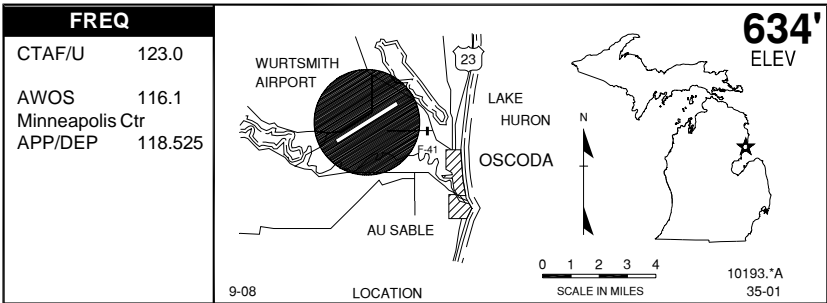 FREQ
CTAF/U 123.0
AWOS 116.1
Minneapolis Ctr
APP/DEP 118.525
WURTSMITH
AIRPORT
23
LAKE
HURON
F-41
OSCODA
AU SABLE
N
634'
ELEV
0 1 2 3 4
SCALE IN MILES
9-08
LOCATION
10193.*A
35-01